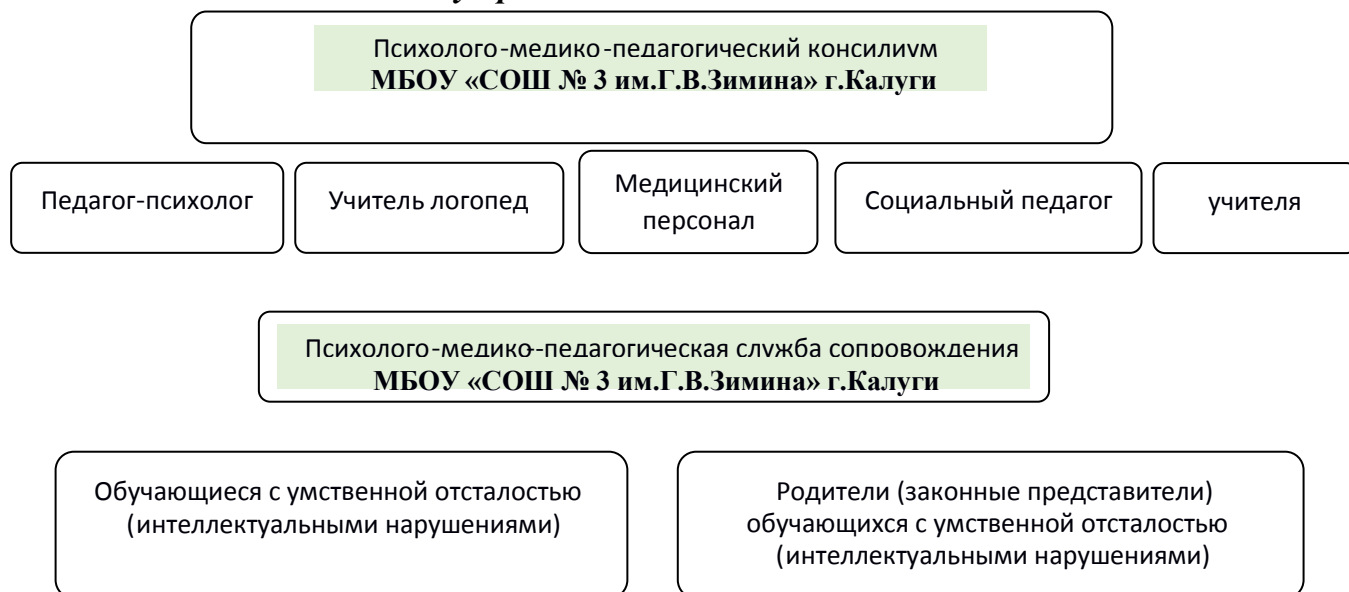 Психолого-медико-педагогический консилиум
МБОУ «СОШ № 3 им.Г.В.Зимина» г.Калуги
Педагог-психолог
Учитель логопед
Медицинский
персонал
Социальный педагог
учителя
Психолого-медико--педагогическая служба сопровождения
МБОУ «СОШ № 3 им.Г.В.Зимина» г.Калуги
Обучающиеся с умственной отсталостью
(интеллектуальными нарушениями)
Родители (законные представители)
обучающихся с умственной отсталостью
(интеллектуальными нарушениями)